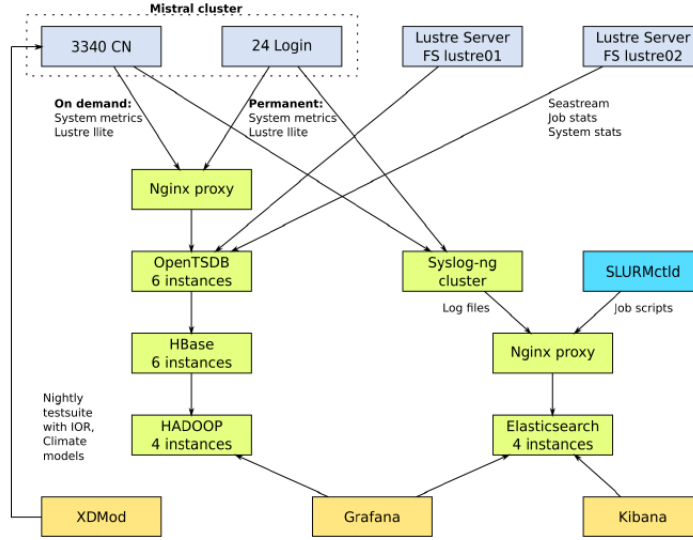 Mistral cluster
3340 CN
24 Login
Lustre Server
FS lustre01
Lustre Server
FS lustre02
On demand:
System metrics
Lustre llite
Permanent:
System metrics
Lustre llite
Seastream
Job stats
System stats
Nginx proxy
OpenTSDB
6 instances
Syslog-ng
cluster
SLURMctld
Log files
Job scripts
HBase
6 instances
Nginx proxy
Nightly
testsuite
with IOR,
Climate
models
HADOOP
4 instances
Elasticsearch
4 instances
XDMod
Grafana
Kibana